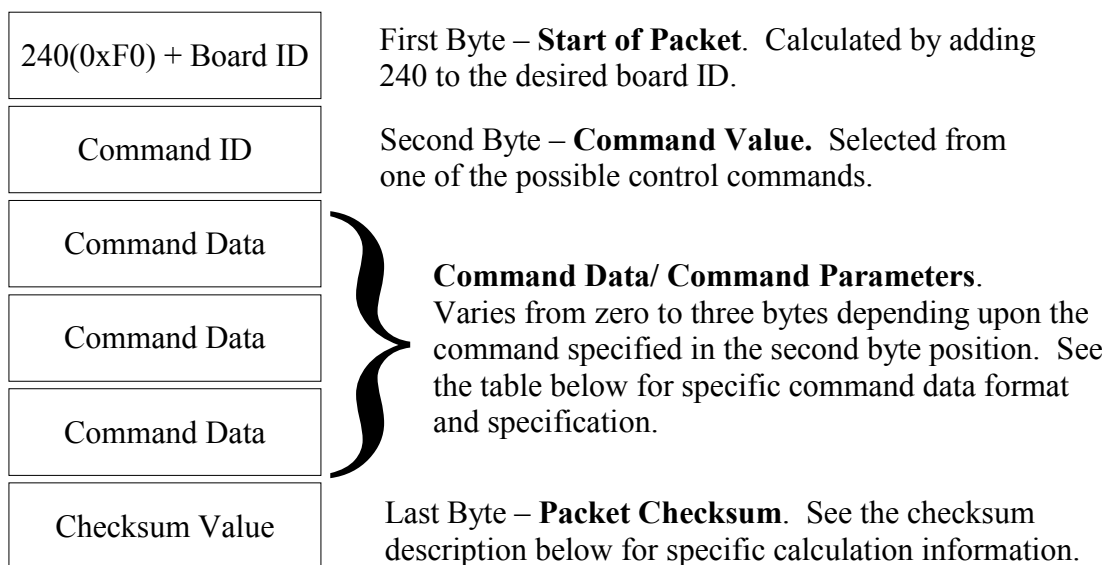 240(0xF0) + Board ID
First Byte – Start of Packet. Calculated by adding
240 to the desired board ID.
Command ID
Second Byte – Command Value. Selected from
one of the possible control commands.
Command Data
Command Data
Command Data
Command Data/ Command Parameters.
Varies from zero to three bytes depending upon the
command specified in the second byte position. See
the table below for specific command data format
and specification.
Checksum Value
Last Byte – Packet Checksum. See the checksum
description below for specific calculation information.